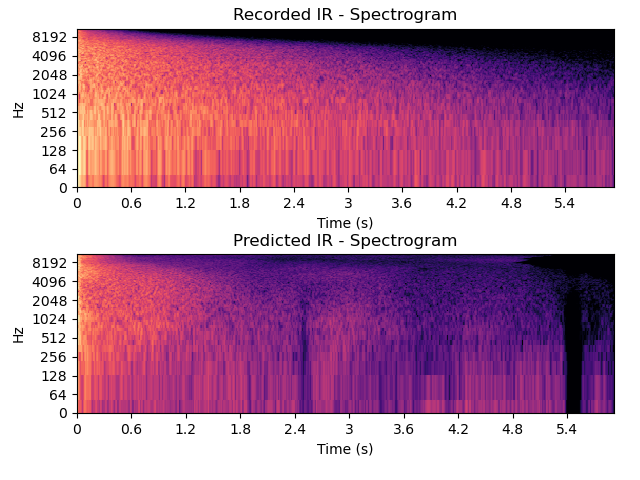 Recorded IR - Spectrogram
8192
4096
2048
1024
512
256
128
64
0
Hz
0 0.6 1.2 1.8 2.4 3 3.6 4.2 4.8 5.4
Time (s)
Predicted IR - Spectrogram
8192
4096
2048
1024
512
256
128
64
0
Hz
0 0.6 1.2 1.8 2.4 3 3.6 4.2 4.8 5.4
Time (s)